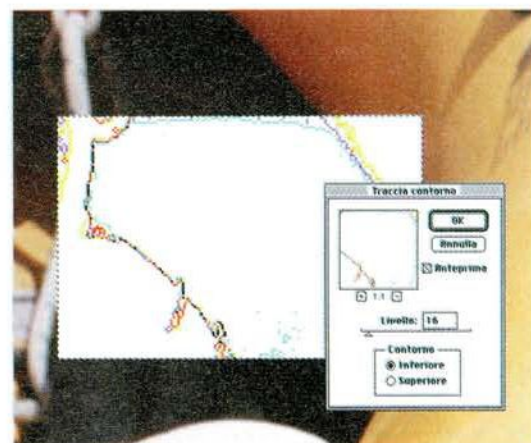 Traccia contorno
OK
Annulla
Anteprima
1:1
Livello: 16
Contorno
Inferiore
Superiore